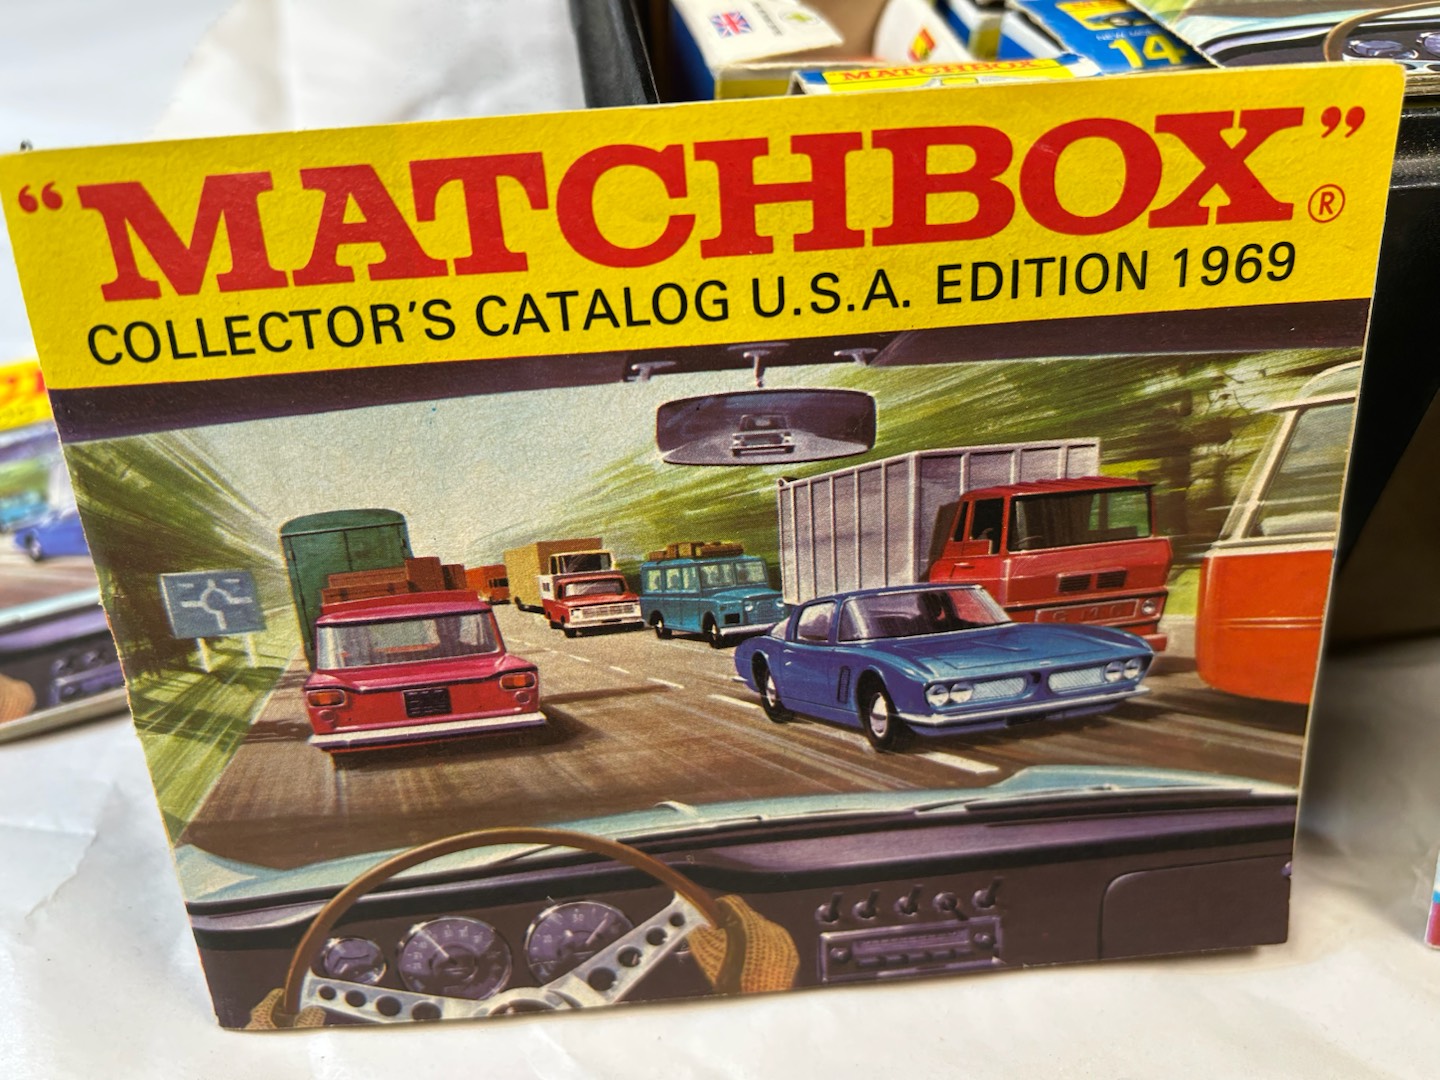 MATCHBOX
14
"MATCHBOX"®
COLLECTOR'S CATALOG U.S.A. EDITION 1969